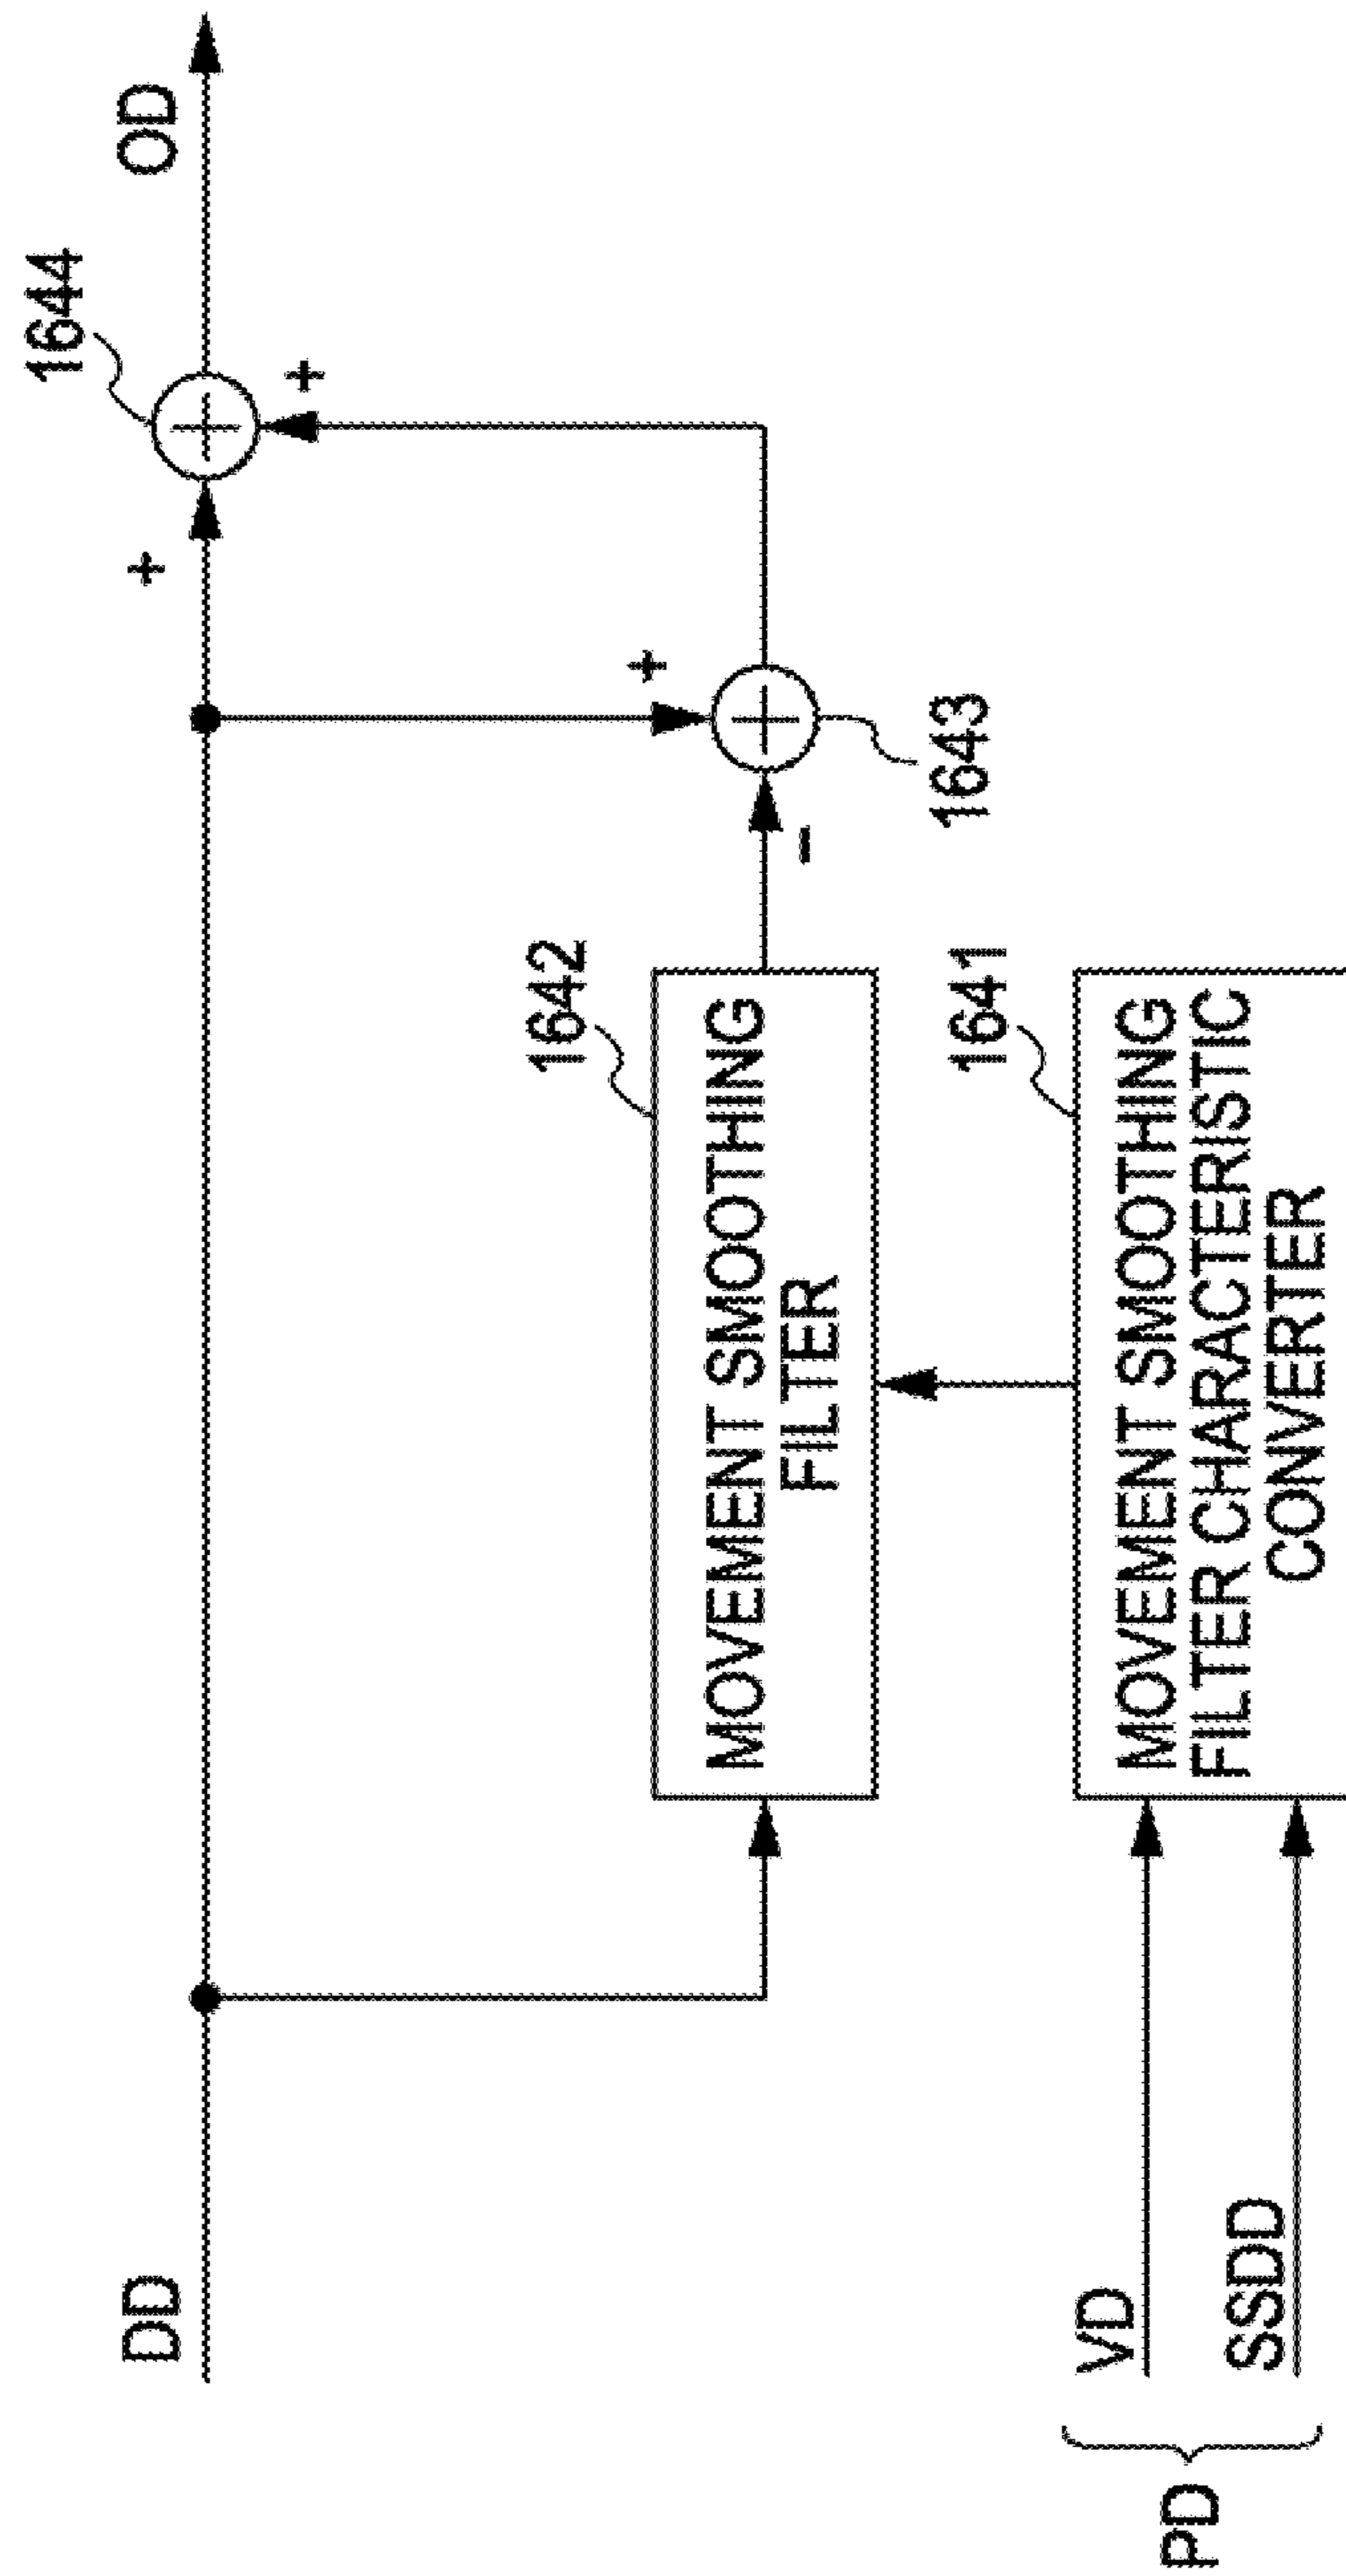 1644
OD
DD
+
+
+
1642
MOVEMENT SMOOTHING
FILTER
-
1643
1641
MOVEMENT SMOOTHING
FILTER CHARACTERISTIC
CONVERTER
VD
PD
SSDD